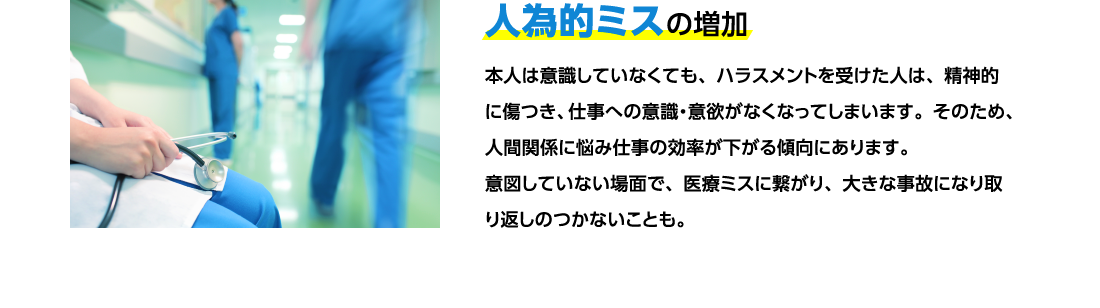 人為的ミスの増加
本人は意識していなくても、ハラスメントを受けた人は、精神的
に傷つき、仕事への意識・意欲がなくなってしまいます。そのため、
人間関係に悩み仕事の効率が下がる傾向にあります。
意図していない場面で、医療ミスに繋がり、大きな事故になり取
り返しのつかないことも。